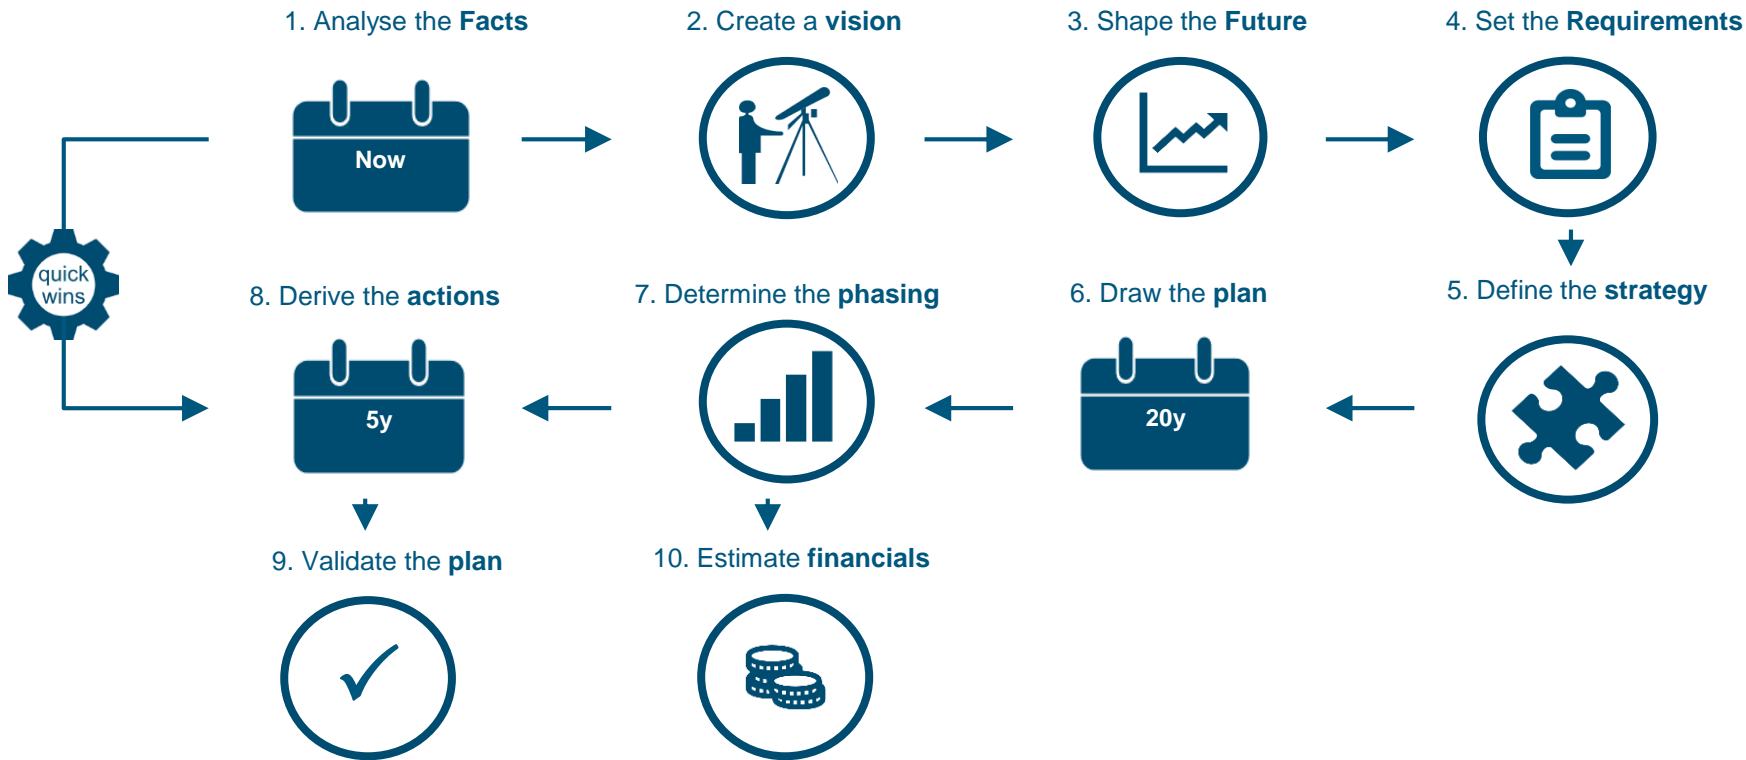 1. Analyse the Facts
2. Create a vision
3. Shape the Future
4. Set the Requirements
Now
quick
wins
8. Derive the actions
7. Determine the phasing
6. Draw the plan
5. Define the strategy
5y
20y
9. Validate the plan
10. Estimate financials